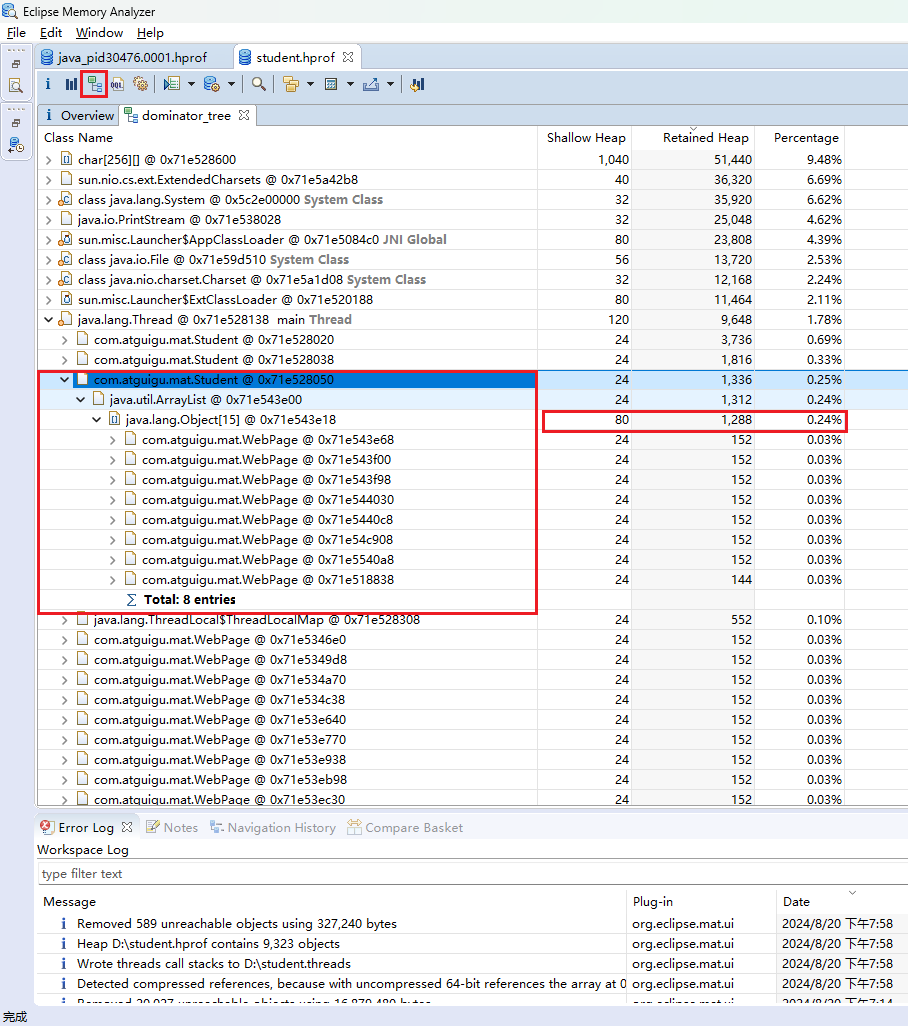 Eclipse Memory Analyzer
File Edit Window Help
java_pid30476.0001.hprof student.hprof
i OQL
i Overview dominator_tree
Class Name Shallow Heap Retained Heap Percentage
char[256][] @ 0x71e528600 1,040 51,440 9.48%
sun.nio.cs.ext.ExtendedCharsets @ 0x71e5a42b8 40 36,320 6.69%
class java.lang.System @ 0x5c2e00000 System Class 32 35,920 6.62%
java.io.PrintStream @ 0x71e538028 32 25,048 4.62%
sun.misc.Launcher$AppClassLoader @ 0x71e5084c0 JNI Global 80 23,808 4.39%
class java.io.File @ 0x71e59d510 System Class 56 13,720 2.53%
class java.nio.charset.Charset @ 0x71e5a1d08 System Class 32 12,168 2.24%
sun.misc.Launcher$ExtClassLoader @ 0x71e520188 80 11,464 2.11%
java.lang.Thread @ 0x71e528138 main Thread 120 9,648 1.78%
com.atguigu.mat.Student @ 0x71e528020 24 3,736 0.69%
com.atguigu.mat.Student @ 0x71e528038 24 1,816 0.33%
com.atguigu.mat.Student @ 0x71e528050 24 1,336 0.25%
java.util.ArrayList @ 0x71e543e00 24 1,312 0.24%
java.lang.Object[15] @ 0x71e543e18 80 1,288 0.24%
com.atguigu.mat.WebPage @ 0x71e543e68 24 152 0.03%
com.atguigu.mat.WebPage @ 0x71e543f00 24 152 0.03%
com.atguigu.mat.WebPage @ 0x71e543f98 24 152 0.03%
com.atguigu.mat.WebPage @ 0x71e544030 24 152 0.03%
com.atguigu.mat.WebPage @ 0x71e5440c8 24 152 0.03%
com.atguigu.mat.WebPage @ 0x71e54c908 24 152 0.03%
com.atguigu.mat.WebPage @ 0x71e5540a8 24 152 0.03%
com.atguigu.mat.WebPage @ 0x71e518838 24 144 0.03%
Σ Total: 8 entries
java.lang.ThreadLocal$ThreadLocalMap @ 0x71e528308 24 552 0.10%
com.atguigu.mat.WebPage @ 0x71e5346e0 24 152 0.03%
com.atguigu.mat.WebPage @ 0x71e5349d8 24 152 0.03%
com.atguigu.mat.WebPage @ 0x71e534a70 24 152 0.03%
com.atguigu.mat.WebPage @ 0x71e534c38 24 152 0.03%
com.atguigu.mat.WebPage @ 0x71e53e640 24 152 0.03%
com.atguigu.mat.WebPage @ 0x71e53e770 24 152 0.03%
com.atguigu.mat.WebPage @ 0x71e53e938 24 152 0.03%
com.atguigu.mat.WebPage @ 0x71e53eb98 24 152 0.03%
com.atguigu.mat.WebPage @ 0x71e53ec30 24 152 0.03%
Error Log Notes Navigation History Compare Basket
Workspace Log
type filter text
Message Plug-in Date
i Removed 589 unreachable objects using 327,240 bytes org.eclipse.mat.ui 2024/8/20 下午7:58
i Heap D:\student.hprof contains 9,323 objects org.eclipse.mat.ui 2024/8/20 下午7:58
i Wrote threads call stacks to D:\student.threads org.eclipse.mat.ui 2024/8/20 下午7:58
i Detected compressed references, because with uncompressed 64-bit references the array at 0 org.eclipse.mat.ui 2024/8/20 下午7:58
i Removed 20,027 unreachable objects using 16,870,480 bytes org.eclipse.mat.ui 2024/8/20 下午7:14
完成